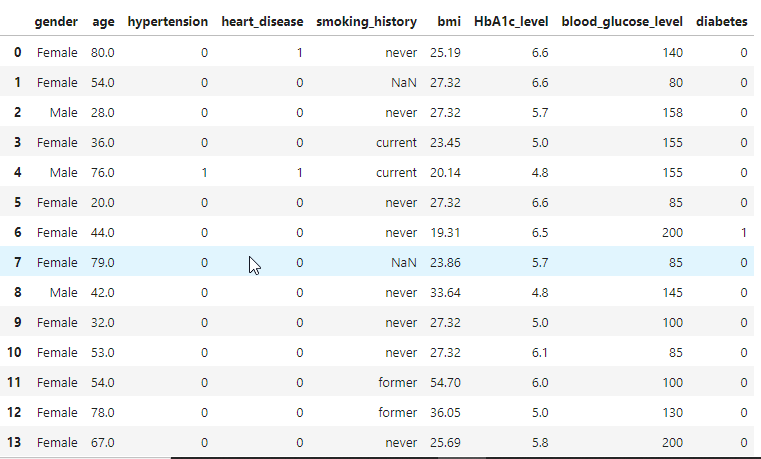 gender age hypertension heart_disease smoking_history bmi HbA1c_level blood_glucose_level diabetes
0 Female 80.0 0 1 never 25.19 6.6 140 0
1 Female 54.0 0 0 NaN 27.32 6.6 80 0
2 Male 28.0 0 0 never 27.32 5.7 158 0
3 Female 36.0 0 0 current 23.45 5.0 155 0
4 Male 76.0 1 1 current 20.14 4.8 155 0
5 Female 20.0 0 0 never 27.32 6.6 85 0
6 Female 44.0 0 0 never 19.31 6.5 200 1
7 Female 79.0 0 0 NaN 23.86 5.7 85 0
8 Male 42.0 0 0 never 33.64 4.8 145 0
9 Female 32.0 0 0 never 27.32 5.0 100 0
10 Female 53.0 0 0 never 27.32 6.1 85 0
11 Female 54.0 0 0 former 54.70 6.0 100 0
12 Female 78.0 0 0 former 36.05 5.0 130 0
13 Female 67.0 0 0 never 25.69 5.8 200 0